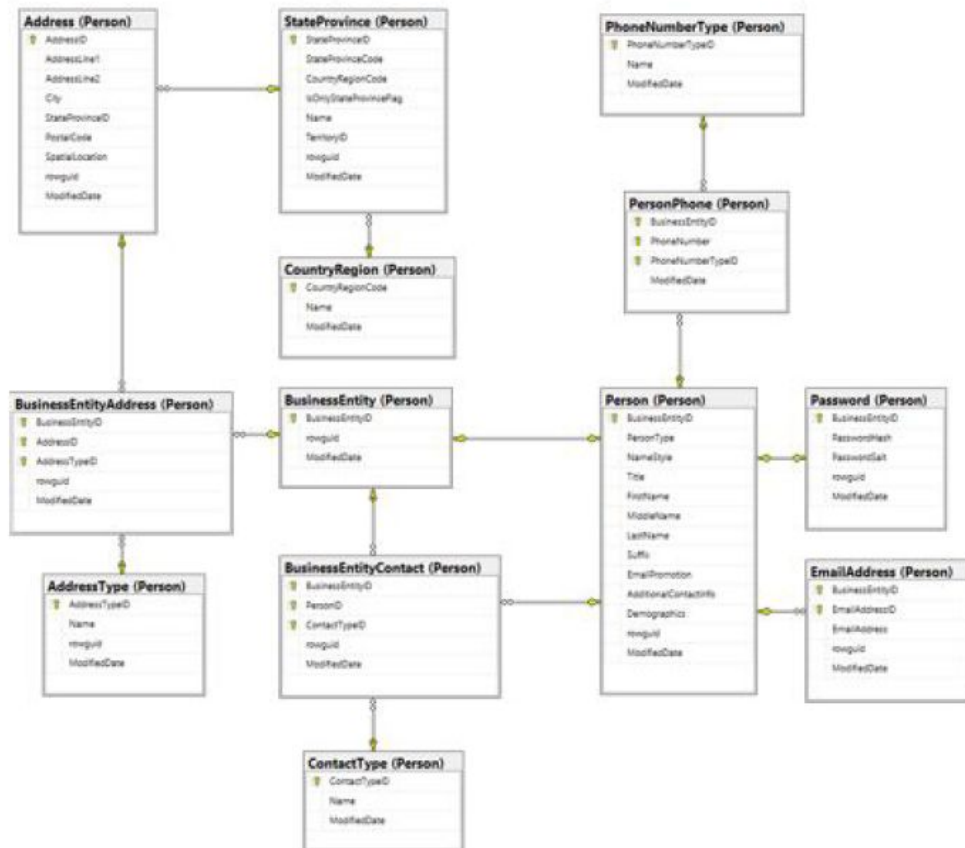 Address (Person)
AddressID
AddressLine1
AddressLine2
City
StateProvinceID
PostalCode
SpatialLocation
rowguid
ModifiedDate
StateProvince (Person)
StateProvinceID
StateProvinceCode
CountryRegionCode
IsOnlyStateProvinceFlag
Name
TerritoryID
rowguid
ModifiedDate
PhoneNumberType (Person)
PhoneNumberTypeID
Name
ModifiedDate
PersonPhone (Person)
BusinessEntityID
PhoneNumber
PhoneNumberTypeID
ModifiedDate
CountryRegion (Person)
CountryRegionCode
Name
ModifiedDate
BusinessEntityAddress (Person)
BusinessEntityID
AddressID
AddressTypeID
rowguid
ModifiedDate
BusinessEntity (Person)
BusinessEntityID
rowguid
ModifiedDate
Person (Person)
BusinessEntityID
PersonType
NameStyle
Title
FirstName
MiddleName
LastName
Suffix
EmailPromotion
AdditionalContactInfo
Demographics
rowguid
ModifiedDate
Password (Person)
BusinessEntityID
PasswordHash
PasswordSalt
rowguid
ModifiedDate
AddressType (Person)
AddressTypeID
Name
rowguid
ModifiedDate
BusinessEntityContact (Person)
BusinessEntityID
PersonID
ContactTypeID
rowguid
ModifiedDate
EmailAddress (Person)
BusinessEntityID
EmailAddressID
EmailAddress
rowguid
ModifiedDate
ContactType (Person)
ContactTypeID
Name
ModifiedDate